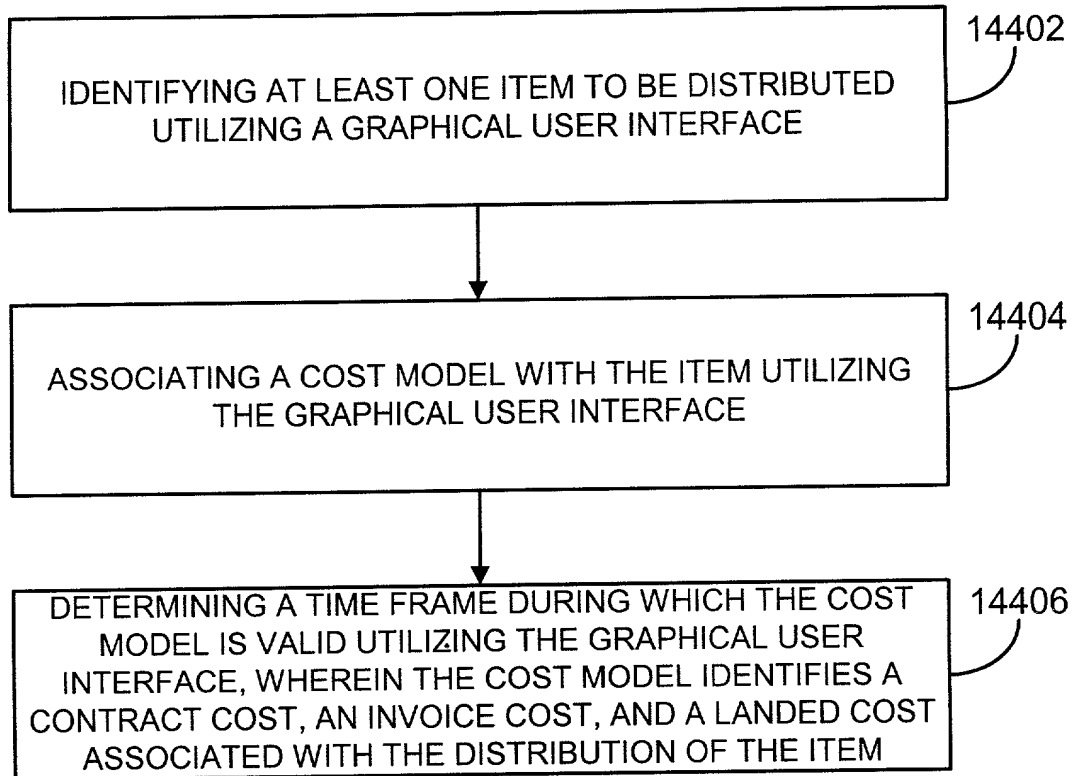 14402
IDENTIFYING AT LEAST ONE ITEM TO BE DISTRIBUTED
UTILIZING A GRAPHICAL USER INTERFACE
14404
ASSOCIATING A COST MODEL WITH THE ITEM UTILIZING
THE GRAPHICAL USER INTERFACE
14406
DETERMINING A TIME FRAME DURING WHICH THE COST
MODEL IS VALID UTILIZING THE GRAPHICAL USER
INTERFACE, WHEREIN THE COST MODEL IDENTIFIES A
CONTRACT COST, AN INVOICE COST, AND A LANDED COST
ASSOCIATED WITH THE DISTRIBUTION OF THE ITEM